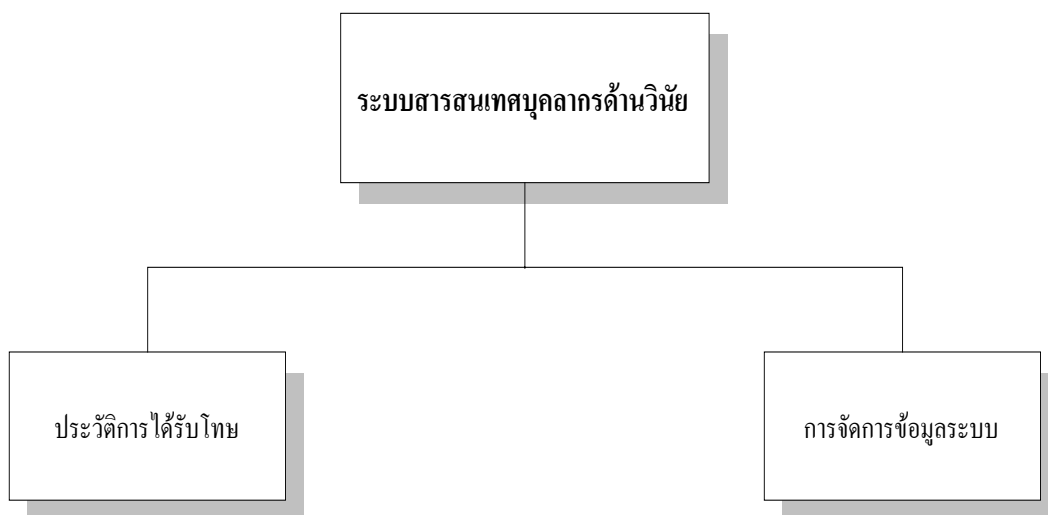 ระบบสารสนเทศบุคลากรด้านวินัย
ประวัติการได้รับโทษ
การจัดการข้อมูลระบบ